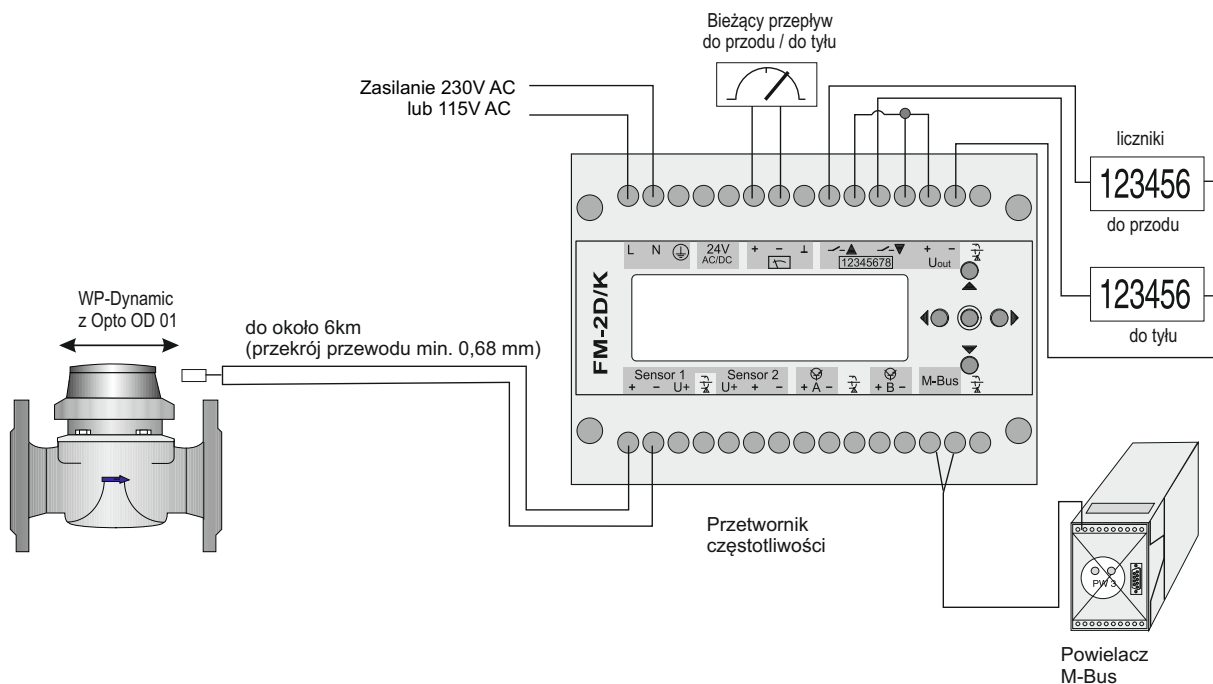 Bieżący przepływ
do przodu / do tyłu
Zasilanie 230V AC
lub 115V AC
liczniki
123456
do przodu
123456
do tyłu
L N 24V AC/DC + - ⊥ 12345678 + - Uout
FM-2D/K
Sensor 1 Sensor 2
+ - U+ U+ + - + A - + B - M-Bus
WP-Dynamic
z Opto OD 01
do około 6km
(przekrój przewodu min. 0,68 mm)
Przetwornik
częstotliwości
PW 3
Powielacz
M-Bus